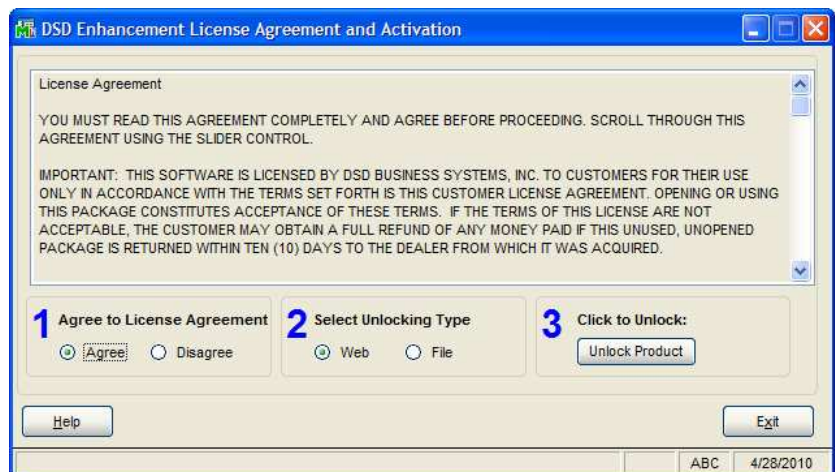 DSD Enhancement License Agreement and Activation
License Agreement
YOU MUST READ THIS AGREEMENT COMPLETELY AND AGREE BEFORE PROCEEDING. SCROLL THROUGH THIS
AGREEMENT USING THE SLIDER CONTROL.
IMPORTANT: THIS SOFTWARE IS LICENSED BY DSD BUSINESS SYSTEMS, INC. TO CUSTOMERS FOR THEIR USE
ONLY IN ACCORDANCE WITH THE TERMS SET FORTH IS THIS CUSTOMER LICENSE AGREEMENT. OPENING OR USING
THIS PACKAGE CONSTITUTES ACCEPTANCE OF THESE TERMS. IF THE TERMS OF THIS LICENSE ARE NOT
ACCEPTABLE, THE CUSTOMER MAY OBTAIN A FULL REFUND OF ANY MONEY PAID IF THIS UNUSED, UNOPENED
PACKAGE IS RETURNED WITHIN TEN (10) DAYS TO THE DEALER FROM WHICH IT WAS ACQUIRED.
1 Agree to License Agreement
Agree Disagree
2 Select Unlocking Type
Web File
3 Click to Unlock:
Unlock Product
Help Exit
ABC 4/28/2010